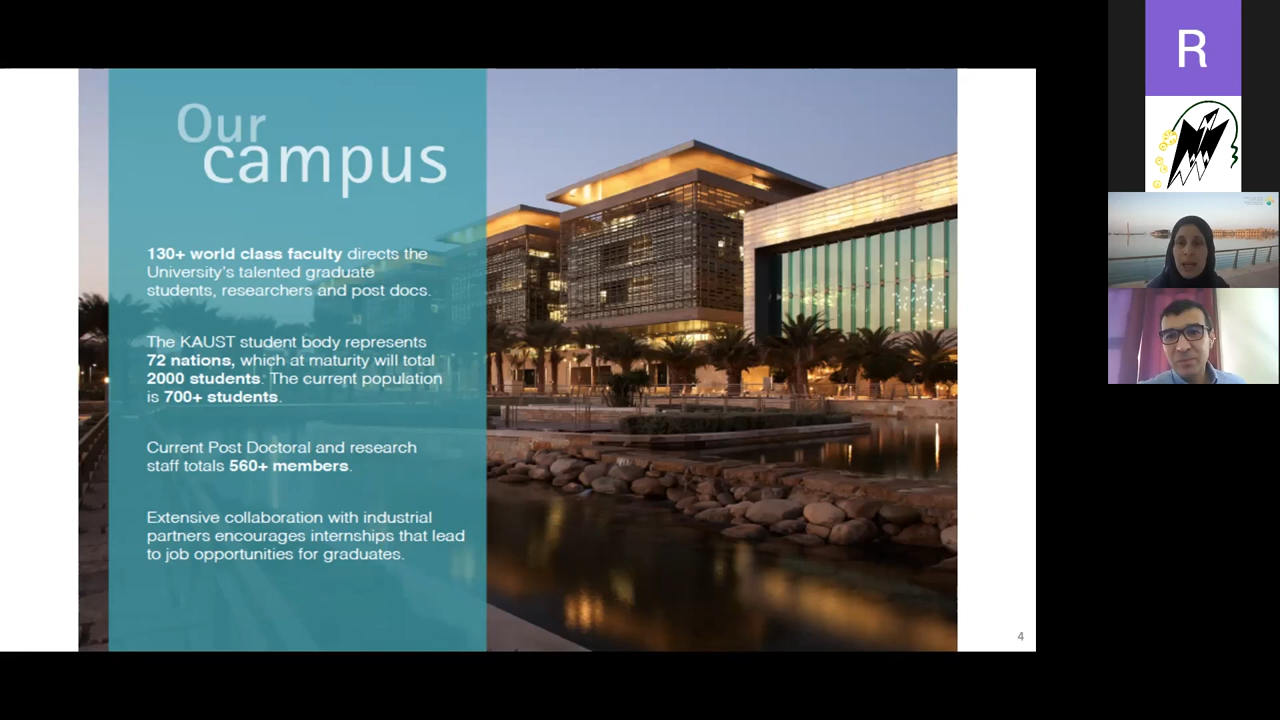 Our
campus
130+ world class faculty directs the
University's talented graduate
students, researchers and post docs.
The KAUST student body represents
72 nations, which at maturity will total
2000 students. The current population
is 700+ students.
Current Post Doctoral and research
staff totals 560+ members.
Extensive collaboration with industrial
partners encourages internships that lead
to job opportunities for graduates.
4
R